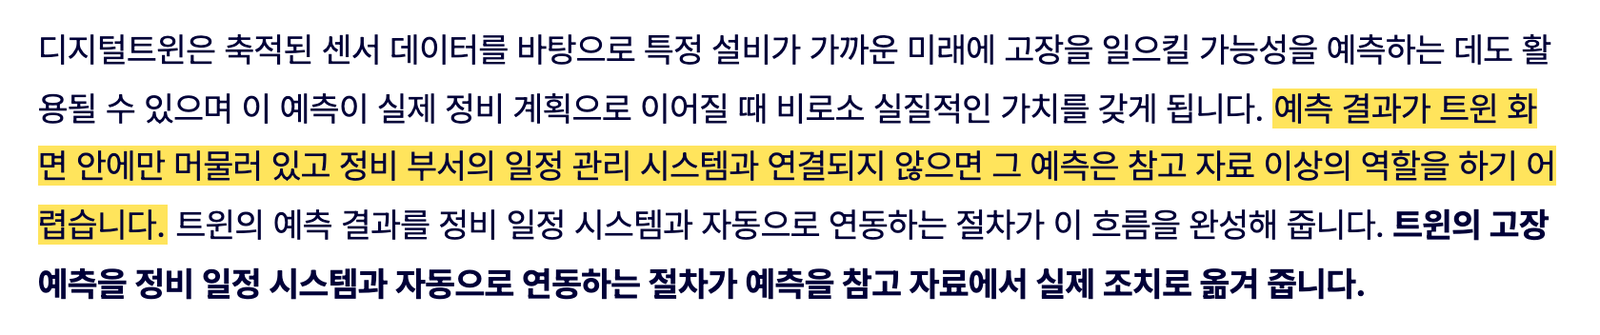 디지털트윈은 축적된 센서 데이터를 바탕으로 특정 설비가 가까운 미래에 고장을 일으킬 가능성을 예측하는 데도 활
용될 수 있으며 이 예측이 실제 정비 계획으로 이어질 때 비로소 실질적인 가치를 갖게 됩니다. 예측 결과가 트윈 화
면 안에만 머물러 있고 정비 부서의 일정 관리 시스템과 연결되지 않으면 그 예측은 참고 자료 이상의 역할을 하기 어
렵습니다. 트윈의 예측 결과를 정비 일정 시스템과 자동으로 연동하는 절차가 이 흐름을 완성해 줍니다. 트윈의 고장
예측을 정비 일정 시스템과 자동으로 연동하는 절차가 예측을 참고 자료에서 실제 조치로 옮겨 줍니다.